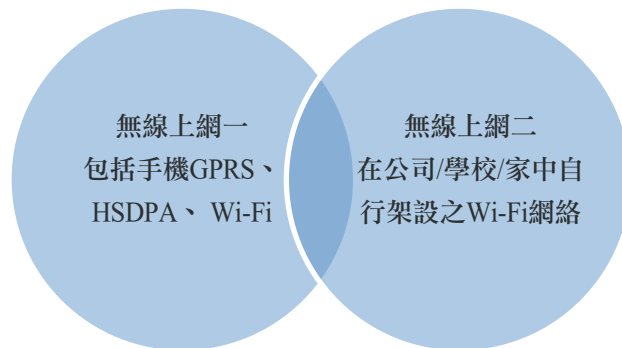 無線上網一
包括手機GPRS、
HSDPA、 Wi-Fi
無線上網二
在公司/學校/家中自
行架設之Wi-Fi網絡